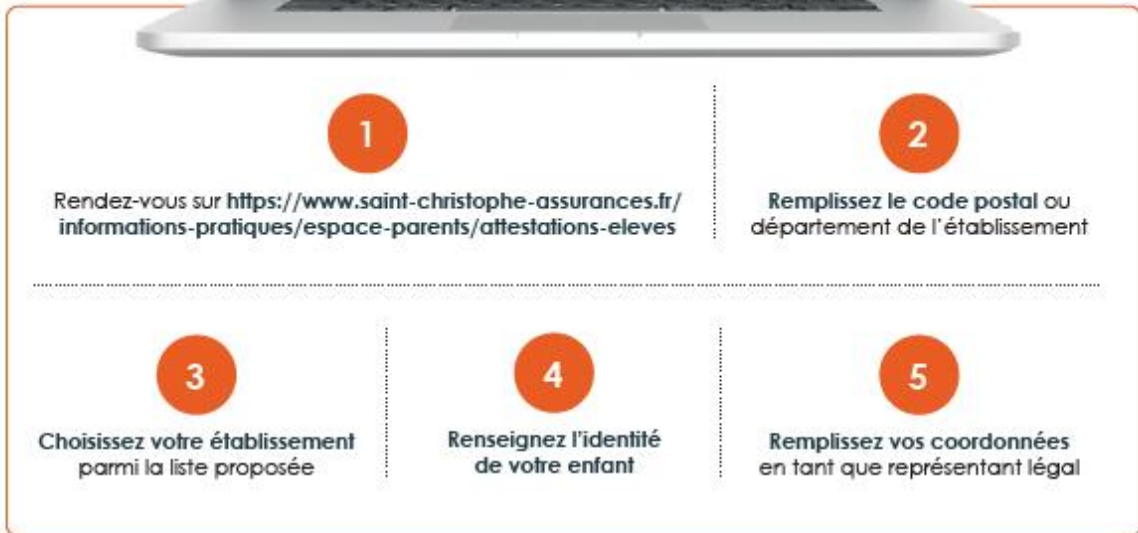 1
Rendez-vous sur https://www.saint-christophe-assurances.fr/
informations-pratiques/espace-parents/attestations-eleves
2
Remplissez le code postal ou
département de l'établissement
3
Choisissez votre établissement
parmi la liste proposée
4
Renseignez l'identité
de votre enfant
5
Remplissez vos coordonnées
en tant que représentant légal